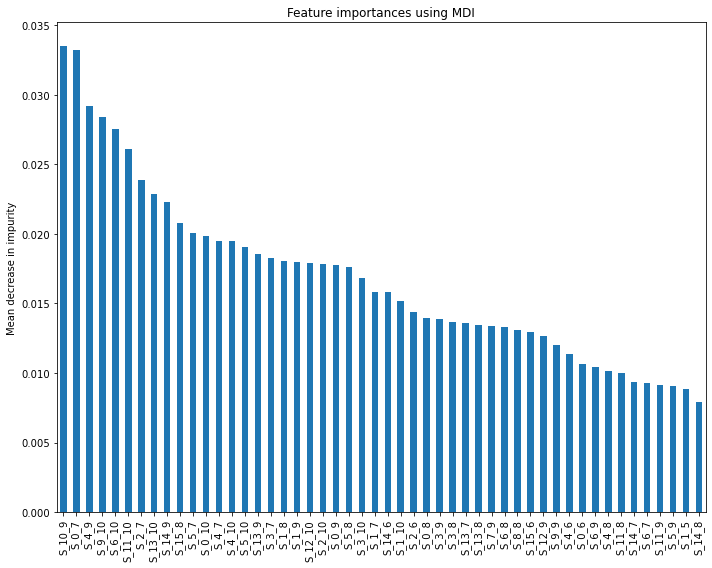 Feature importances using MDI
0.035
0.030
0.025
0.020
0.015
0.010
0.005
0.000
Mean decrease in impurity
S_10_9
S_0_7
S_4_9
S_9_10
S_6_10
S_11_10
S_2_7
S_13_10
S_14_9
S_15_8
S_5_7
S_0_10
S_4_7
S_4_10
S_5_10
S_13_9
S_3_7
S_1_8
S_1_9
S_12_10
S_2_10
S_0_9
S_5_8
S_3_10
S_1_7
S_14_6
S_1_10
S_2_6
S_0_8
S_3_9
S_3_8
S_13_7
S_13_8
S_7_9
S_6_8
S_8_8
S_15_6
S_12_9
S_9_9
S_4_6
S_0_6
S_6_9
S_4_8
S_11_8
S_14_7
S_6_7
S_11_9
S_5_9
S_1_5
S_14_8